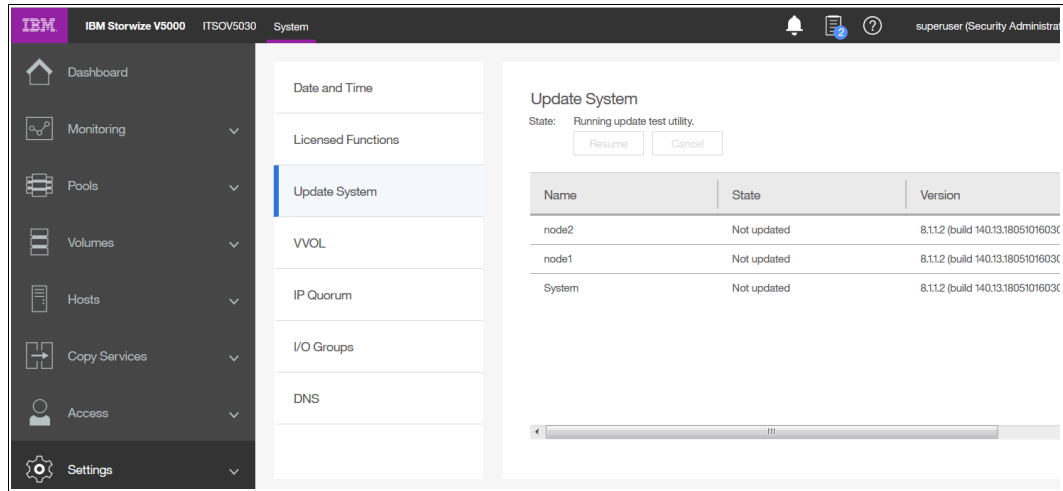 IBM IBM Storwize V5000 ITSOV5030 System 2 ? superuser (Security Administrat
Dashboard
Monitoring
Pools
Volumes
Hosts
Copy Services
Access
Settings
Date and Time
Licensed Functions
Update System
VVOL
IP Quorum
I/O Groups
DNS
Update System
State: Running update test utility.
Resume Cancel
Name State Version
node2 Not updated 8.1.1.2 (build 140.13.1805101603
node1 Not updated 8.1.1.2 (build 140.13.1805101603
System Not updated 8.1.1.2 (build 140.13.1805101603